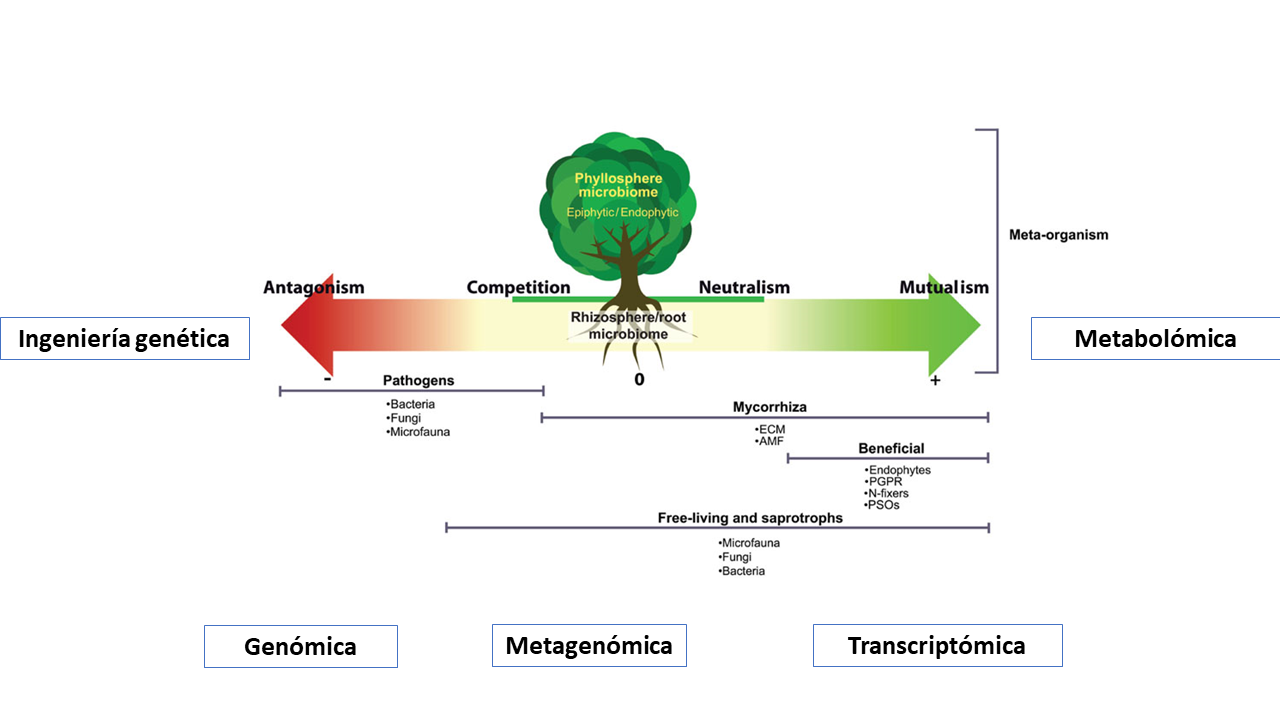 Phyllosphere
microbiome
Epiphytic/Endophytic
Meta-organism
Antagonism
Competition
Neutralism
Mutualism
Rhizosphere/root
microbiome
Ingeniería genética
Metabolómica
-
0
+
Pathogens
•Bacteria
•Fungi
•Microfauna
Mycorrhiza
•ECM
•AMF
Beneficial
•Endophytes
•PGPR
•N-fixers
•PSOs
Free-living and saprotrophs
•Microfauna
•Fungi
•Bacteria
Genómica
Metagenómica
Transcriptómica